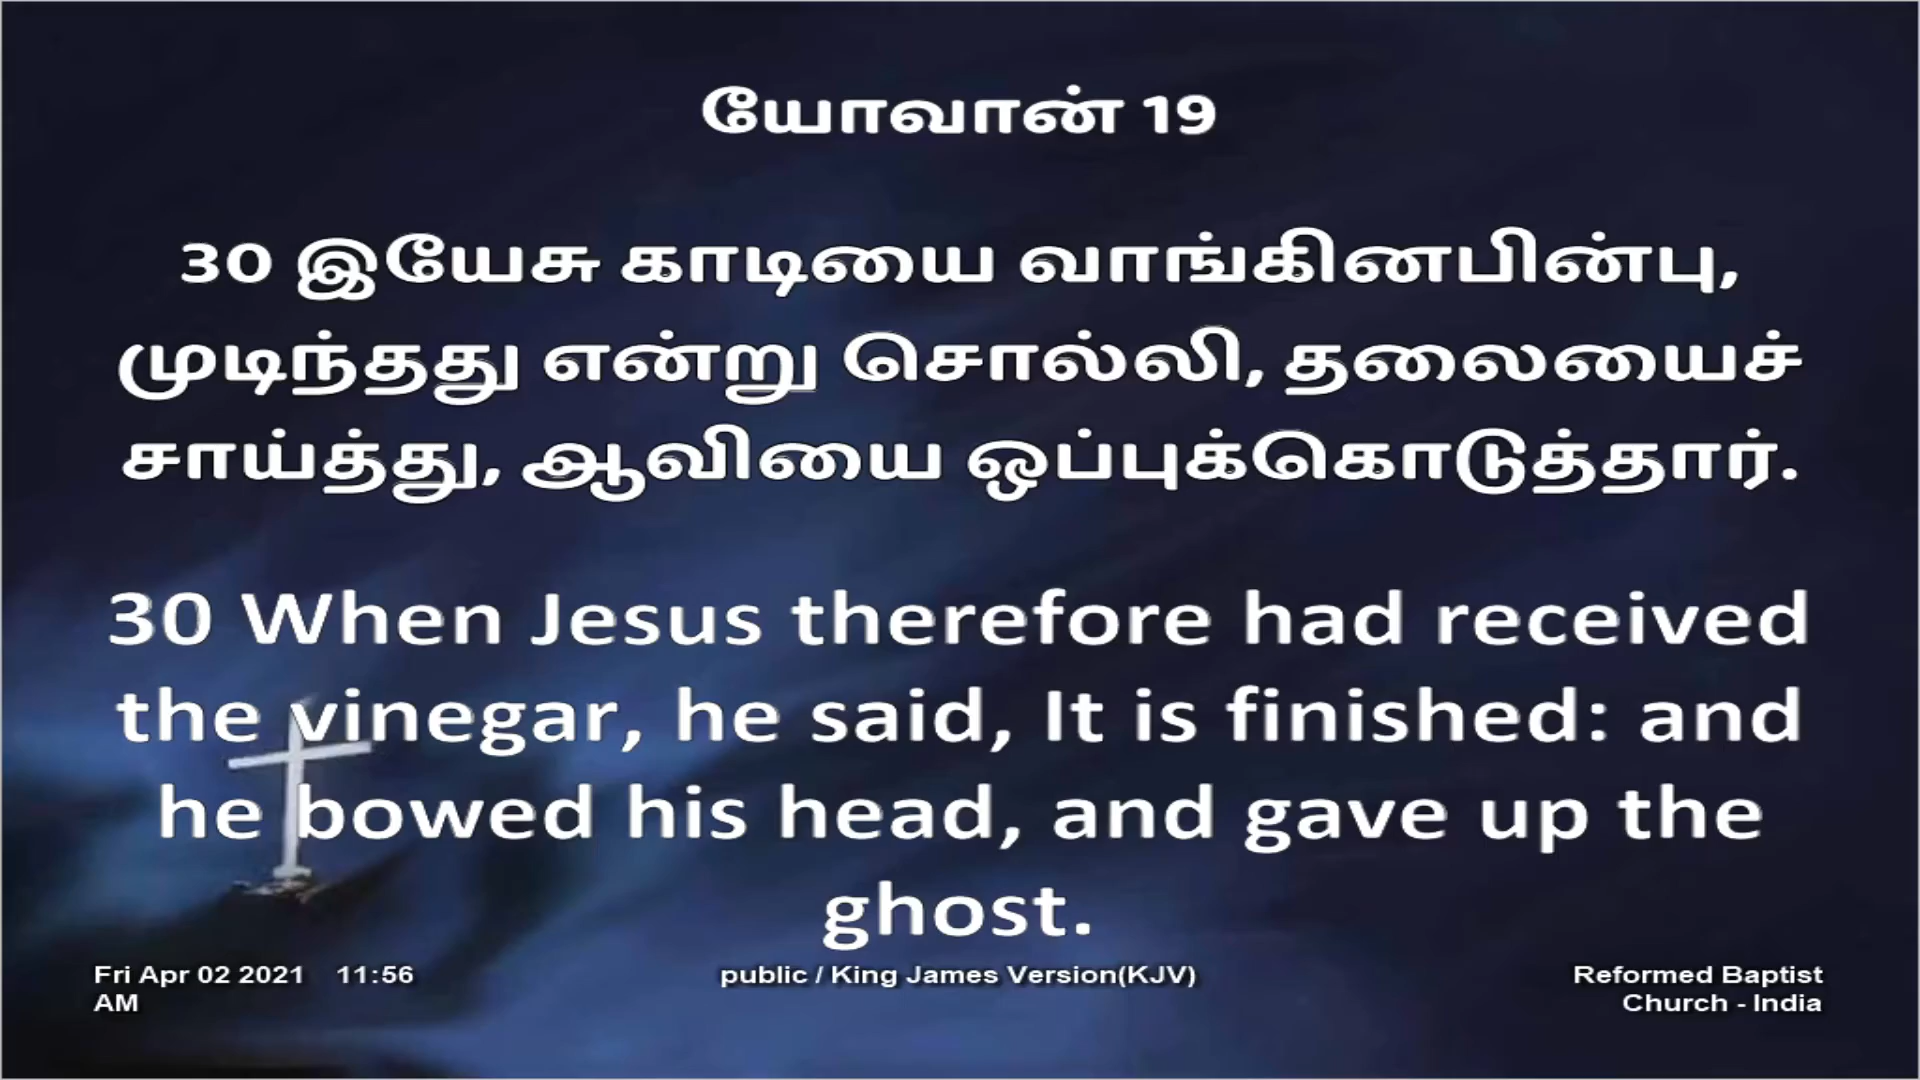 யோவான் 19
30 இயேசு காடியை வாங்கினபின்பு,
முடிந்தது என்று சொல்லி, தலையைச்
சாய்த்து, ஆவியை ஒப்புக்கொடுத்தார்.
30 When Jesus therefore had received
the vinegar, he said, It is finished: and
he bowed his head, and gave up the
ghost.
Fri Apr 02 2021 11:56
AM
public / King James Version(KJV)
Reformed Baptist
Church - India